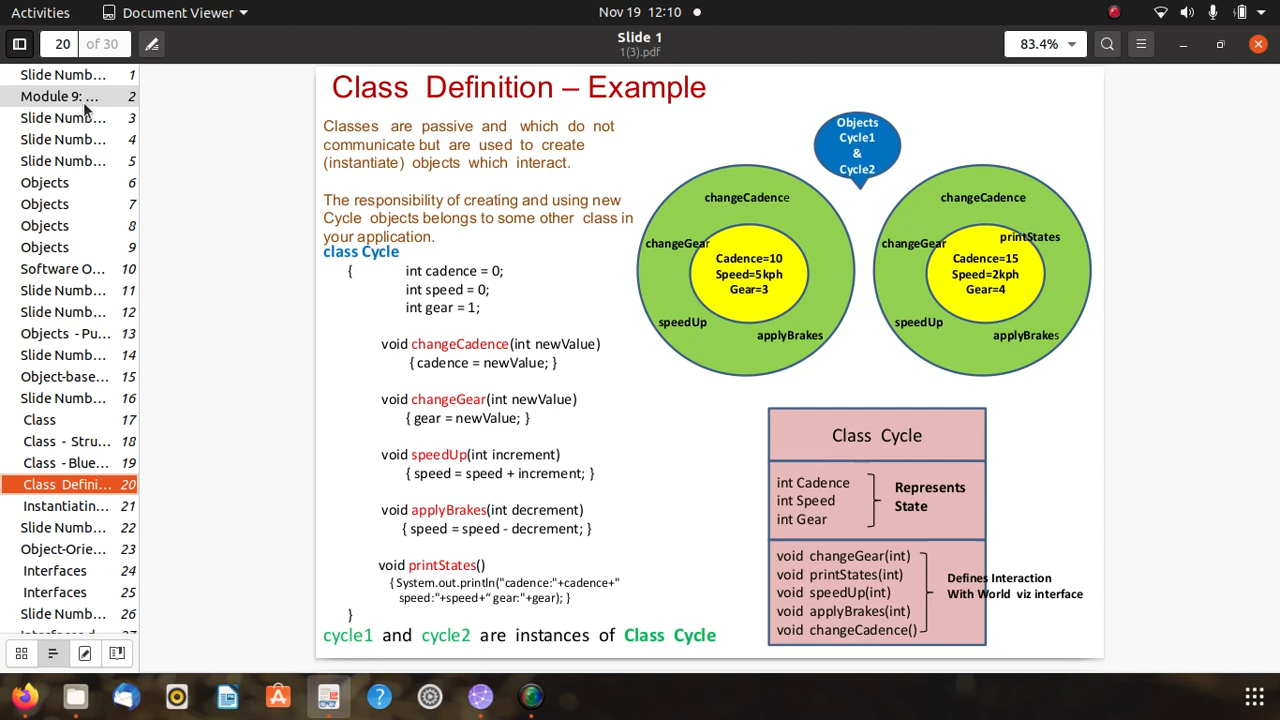 Activities
Document Viewer
Nov 19 12:10
20
of 30
Slide 1
1(3).pdf
83.4%
Slide Numb... 1
Module 9: ... 2
Slide Numb... 3
Slide Numb... 4
Slide Numb... 5
Objects 6
Objects 7
Objects 8
Objects 9
Software O... 10
Slide Numb... 11
Slide Numb... 12
Objects - Pu... 13
Slide Numb... 14
Object-base... 15
Slide Numb... 16
Class 17
Class - Stru... 18
Class - Blue... 19
Class Defini... 20
Instantiatin... 21
Slide Numb... 22
Object-Orie... 23
Interfaces 24
Interfaces 25
Slide Numb... 26
Class Definition – Example
Classes are passive and which do not
communicate but are used to create
(instantiate) objects which interact.
The responsibility of creating and using new
Cycle objects belongs to some other class in
your application.
class Cycle
{ int cadence = 0;
int speed = 0;
int gear = 1;
void changeCadence(int newValue)
{ cadence = newValue; }
void changeGear(int newValue)
{ gear = newValue; }
void speedUp(int increment)
{ speed = speed + increment; }
void applyBrakes(int decrement)
{ speed = speed - decrement; }
void printStates()
{ System.out.println("cadence:"+cadence+"
speed:"+speed+“ gear:"+gear); }
}
cycle1 and cycle2 are instances of Class Cycle
Objects
Cycle1
&
Cycle2
changeCadence
changeGear
Cadence=10
Speed=5kph
Gear=3
speedUp
applyBrakes
changeCadence
changeGear
printStates
Cadence=15
Speed=2kph
Gear=4
speedUp
applyBrakes
Class Cycle
int Cadence
int Speed
int Gear
Represents
State
void changeGear(int)
void printStates(int)
void speedUp(int)
void applyBrakes(int)
void changeCadence()
Defines Interaction
With World viz interface